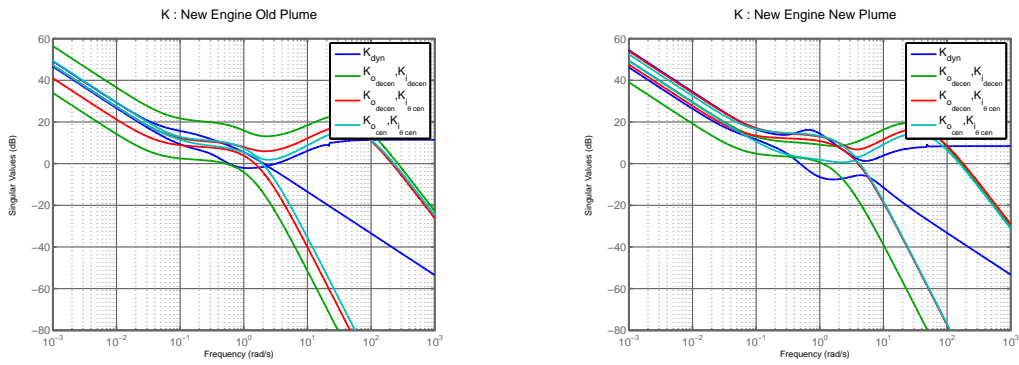 K : New Engine Old Plume
60
40
20
0
−20
−40
−60
−80
10^−3
10^−2
10^−1
10^0
10^1
10^2
10^3
Singular Values (dB)
Frequency (rad/s)
K_dyn
K_o_decen ,K_i_decen
K_o_decen ,K_i_θ cen
K_o_cen ,K_i_θ cen
K : New Engine New Plume
60
40
20
0
−20
−40
−60
−80
10^−3
10^−2
10^−1
10^0
10^1
10^2
10^3
Singular Values (dB)
Frequency (rad/s)
K_dyn
K_o_decen ,K_i_decen
K_o_decen ,K_i_θ cen
K_o_cen ,K_i_θ cen